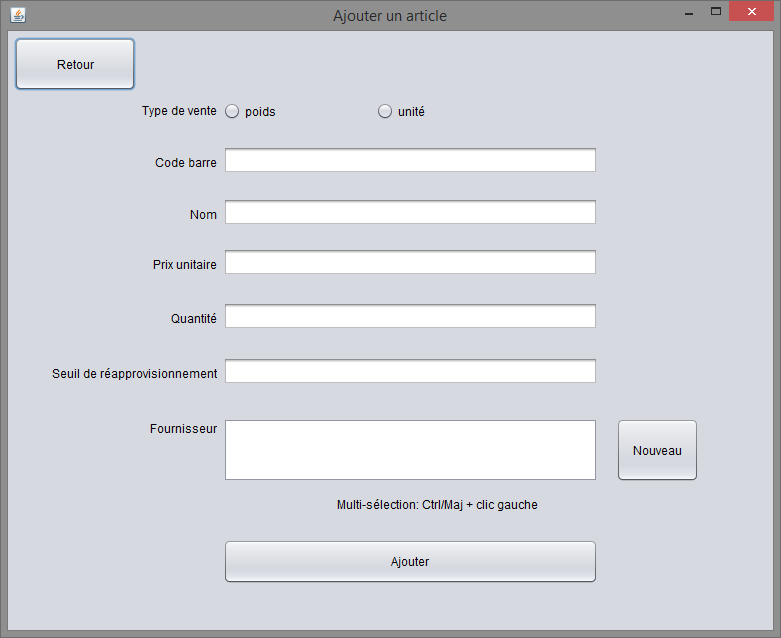 Ajouter un article
Retour
Type de vente poids unité
Code barre
Nom
Prix unitaire
Quantité
Seuil de réapprovisionnement
Fournisseur
Nouveau
Multi-sélection: Ctrl/Maj + clic gauche
Ajouter